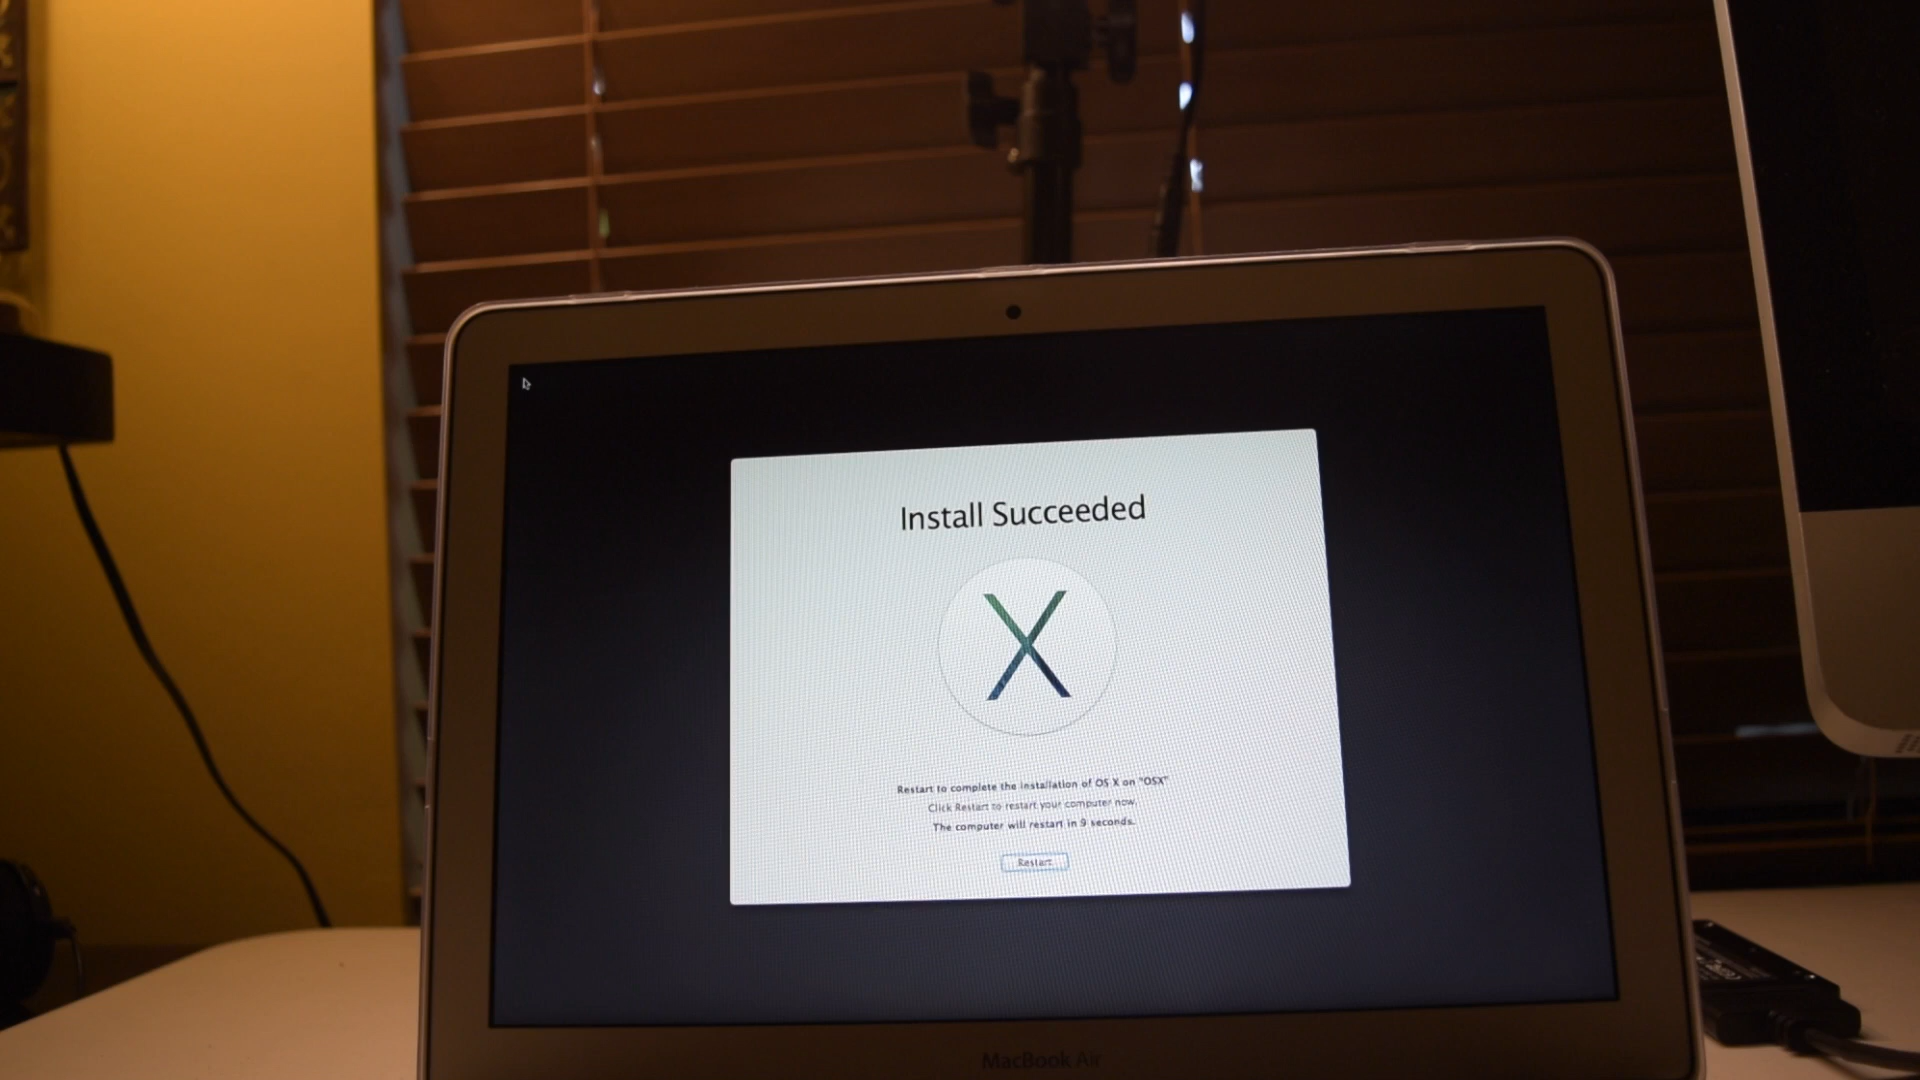 Install Succeeded
Restart to complete the installation of OS X on "OSX"
Click Restart to restart your computer now.
The computer will restart in 9 seconds.
Restart
MacBook Air